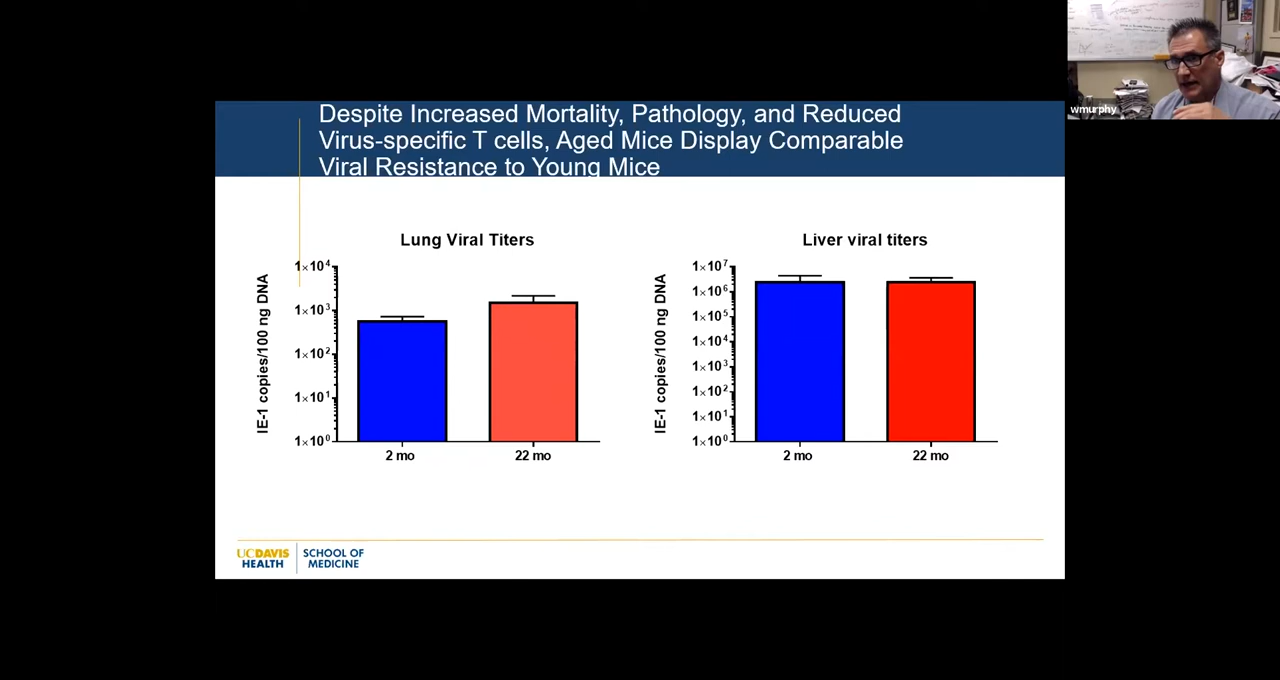 wmurphy
Despite Increased Mortality, Pathology, and Reduced
Virus-specific T cells, Aged Mice Display Comparable
Viral Resistance to Young Mice
Lung Viral Titers
IE-1 copies/100 ng DNA
1×10⁴
1×10³
1×10²
1×10¹
1×10⁰
2 mo
22 mo
Liver viral titers
IE-1 copies/100 ng DNA
1×10⁷
1×10⁶
1×10⁵
1×10⁴
1×10³
1×10²
1×10¹
1×10⁰
2 mo
22 mo
UCDAVIS
HEALTH
SCHOOL OF
MEDICINE